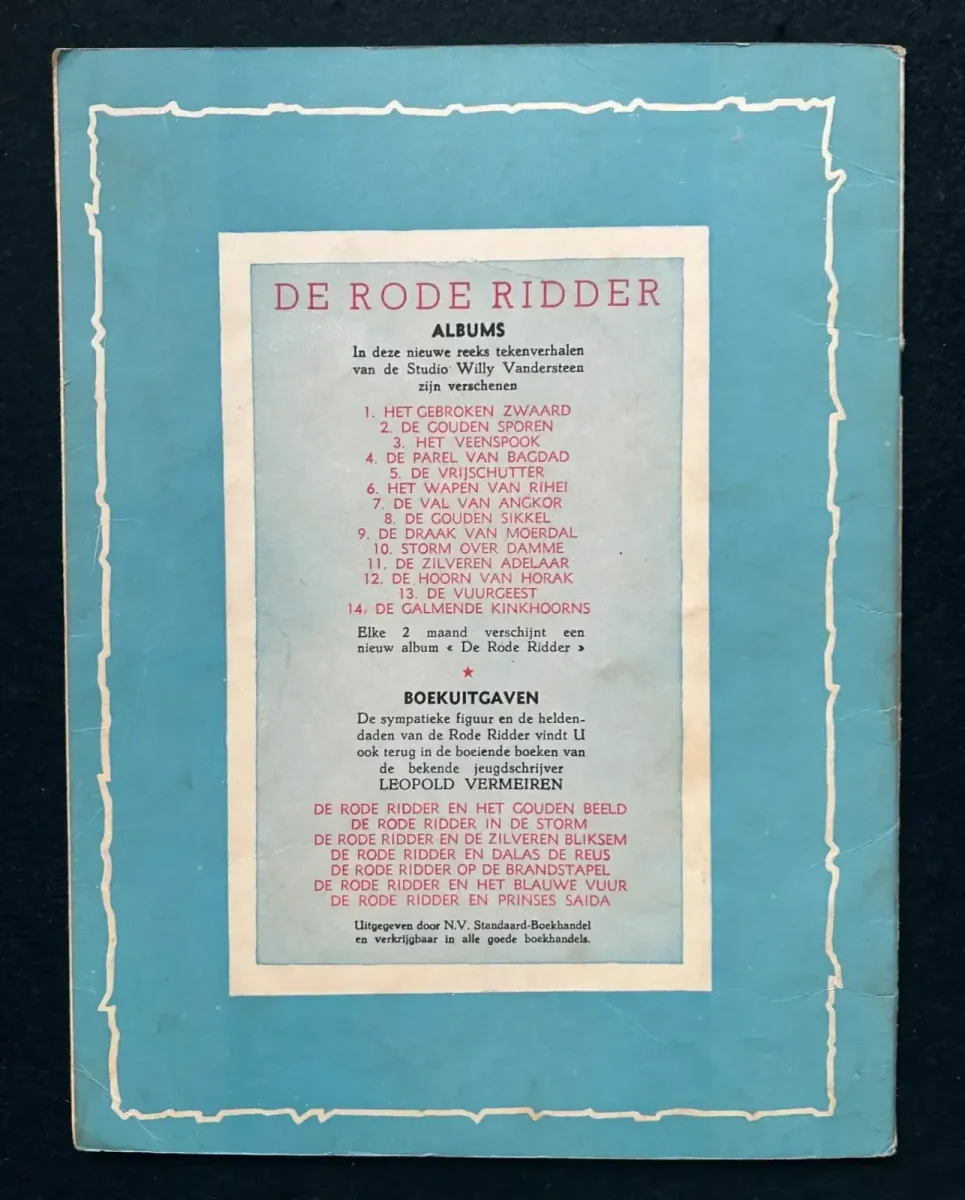 DE RODE RIDDER
ALBUMS
In deze nieuwe reeks tekenverhalen
van de Studio Willy Vandersteen
zijn verschenen
1. HET GEBROKEN ZWAARD
2. DE GOUDEN SPOREN
3. HET VEENSPOOK
4. DE PAREL VAN BAGDAD
5. DE VRIJSCHUTTER
6. HET WAPEN VAN RIHEI
7. DE VAL VAN ANGKOR
8. DE GOUDEN SIKKEL
9. DE DRAAK VAN MOERDAL
10. STORM OVER DAMME
11. DE ZILVEREN ADELAAR
12. DE HOORN VAN HORAK
13. DE VUURGEEST
14. DE GALMENDE KINKHOORNS
Elke 2 maand verschijnt een
nieuw album « De Rode Ridder »
★
BOEKUITGAVEN
De sympatieke figuur en de helden-
daden van de Rode Ridder vindt U
ook terug in de boeiende boeken van
de bekende jeugdschrijver
LEOPOLD VERMEIREN
DE RODE RIDDER EN HET GOUDEN BEELD
DE RODE RIDDER IN DE STORM
DE RODE RIDDER EN DE ZILVEREN BLIKSEM
DE RODE RIDDER EN DALAS DE REUS
DE RODE RIDDER OP DE BRANDSTAPEL
DE RODE RIDDER EN HET BLAUWE VUUR
DE RODE RIDDER EN PRINSES SAIDA
Uitgegeven door N.V. Standaard-Boekhandel
en verkrijgbaar in alle goede boekhandels.